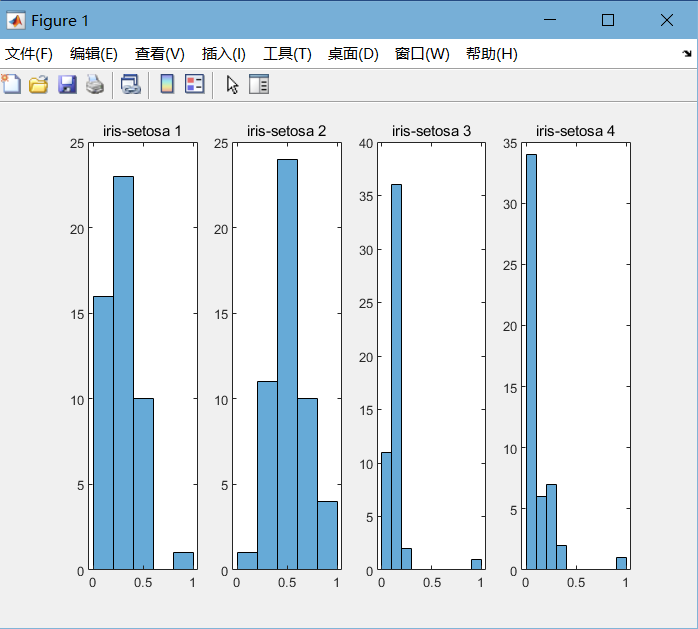 Figure 1
文件(F) 编辑(E) 查看(V) 插入(I) 工具(T) 桌面(D) 窗口(W) 帮助(H)
iris-setosa 1 iris-setosa 2 iris-setosa 3 iris-setosa 4
25 25 40 35
35 30
20 20 30 25
15 15 25 20
20
10 10 15 15
10 10
5 5 5 5
0 0 0 0
0 0.5 1 0 0.5 1 0 0.5 1 0 0.5 1